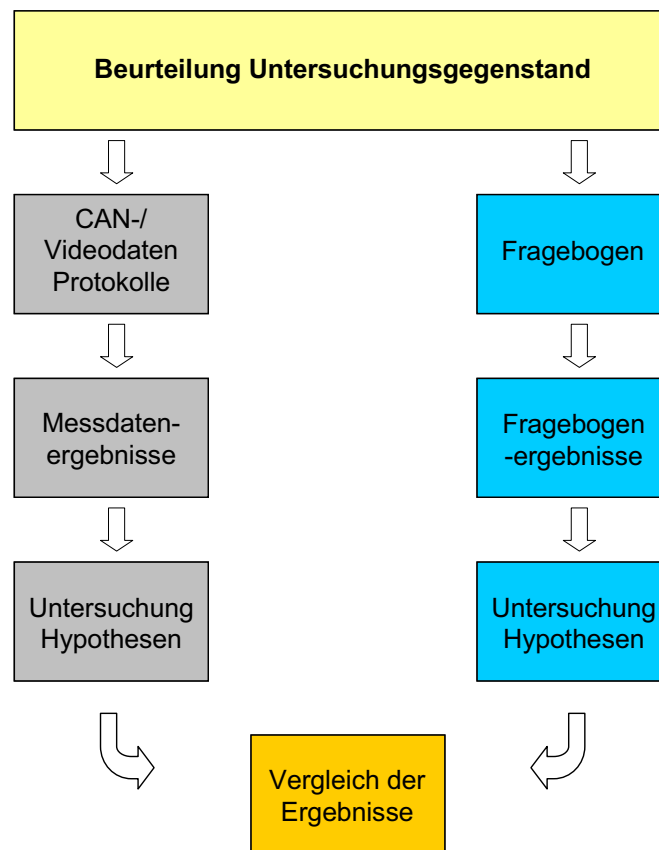 Beurteilung Untersuchungsgegenstand
CAN-/
Videodaten
Protokolle
Fragebogen
Messdaten-
ergebnisse
Fragebogen
-ergebnisse
Untersuchung
Hypothesen
Untersuchung
Hypothesen
Vergleich der
Ergebnisse